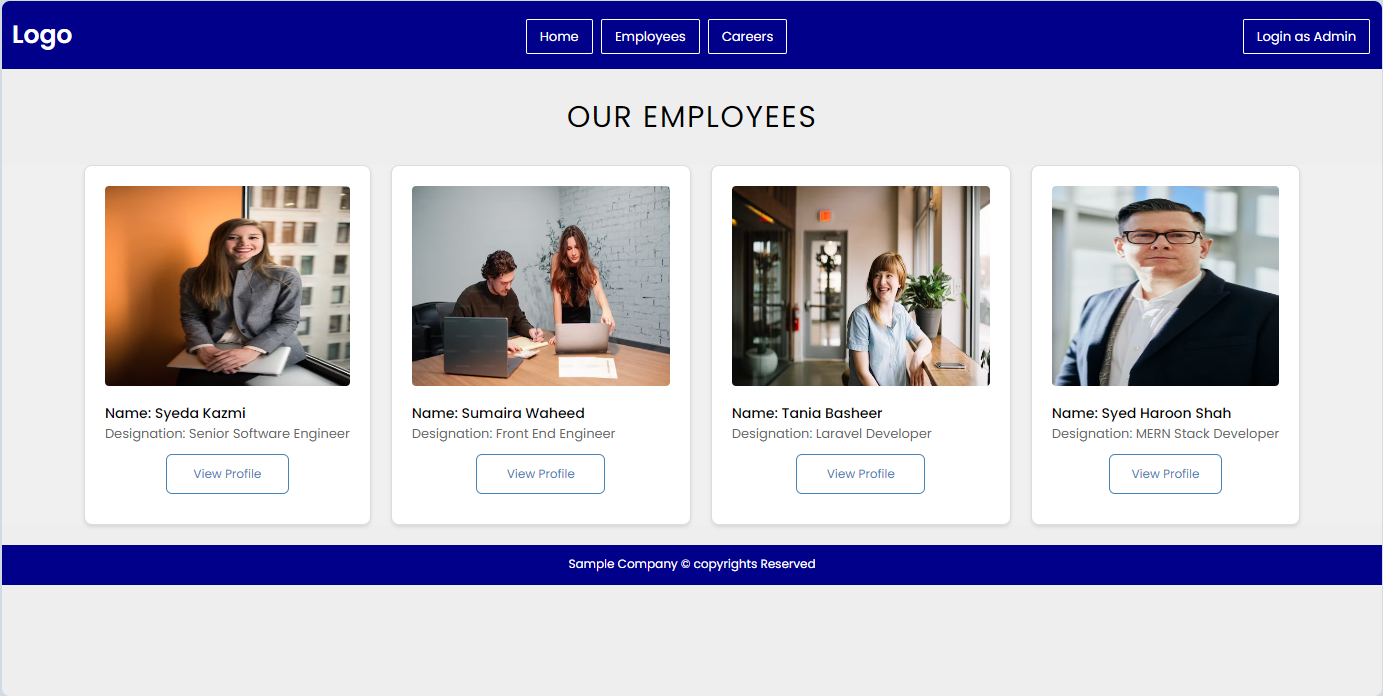 Logo
Home
Employees
Careers
Login as Admin
OUR EMPLOYEES
Name: Syeda Kazmi
Designation: Senior Software Engineer
View Profile
Name: Sumaira Waheed
Designation: Front End Engineer
View Profile
Name: Tania Basheer
Designation: Laravel Developer
View Profile
Name: Syed Haroon Shah
Designation: MERN Stack Developer
View Profile
Sample Company © copyrights Reserved